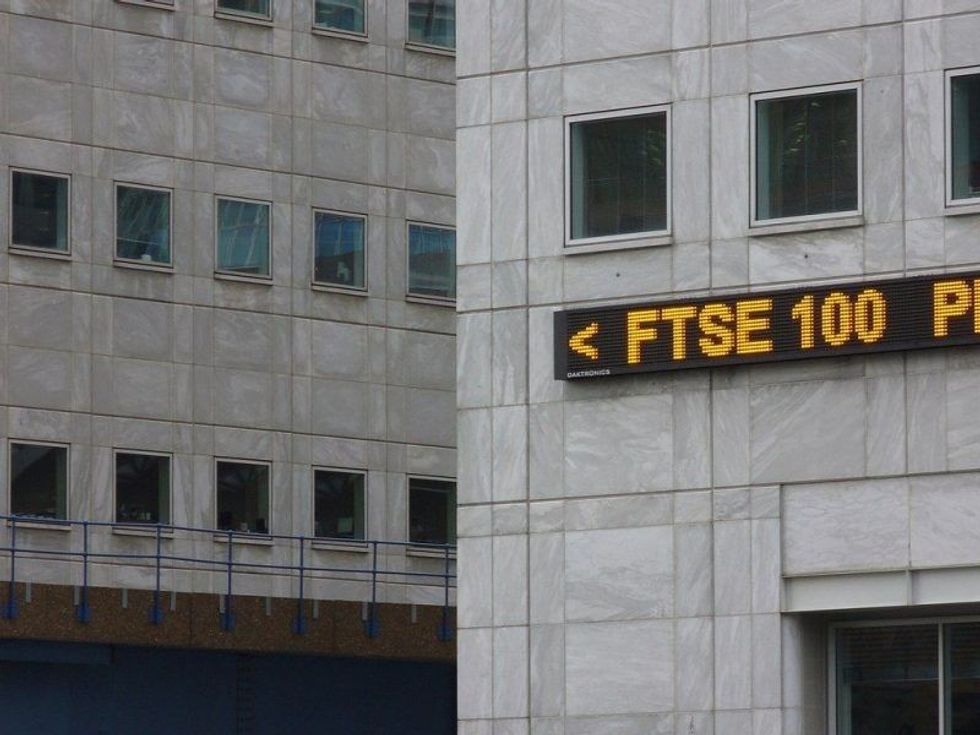 < FTSE 100
DAKTRONICS